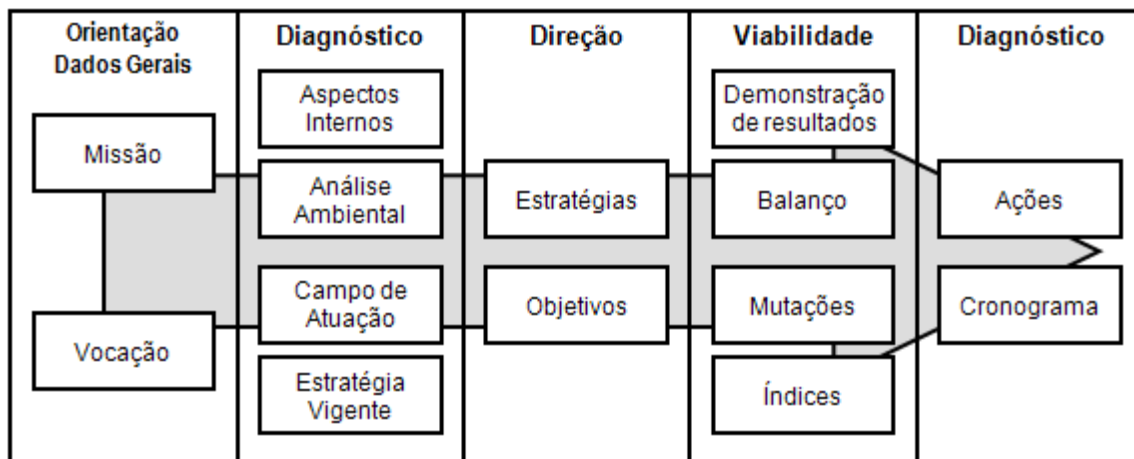 Orientação
Dados Gerais
Missão
Vocação
Diagnóstico
Aspectos
Internos
Análise
Ambiental
Campo de
Atuação
Estratégia
Vigente
Direção
Estratégias
Objetivos
Viabilidade
Demonstração
de resultados
Balanço
Mutações
Índices
Diagnóstico
Ações
Cronograma